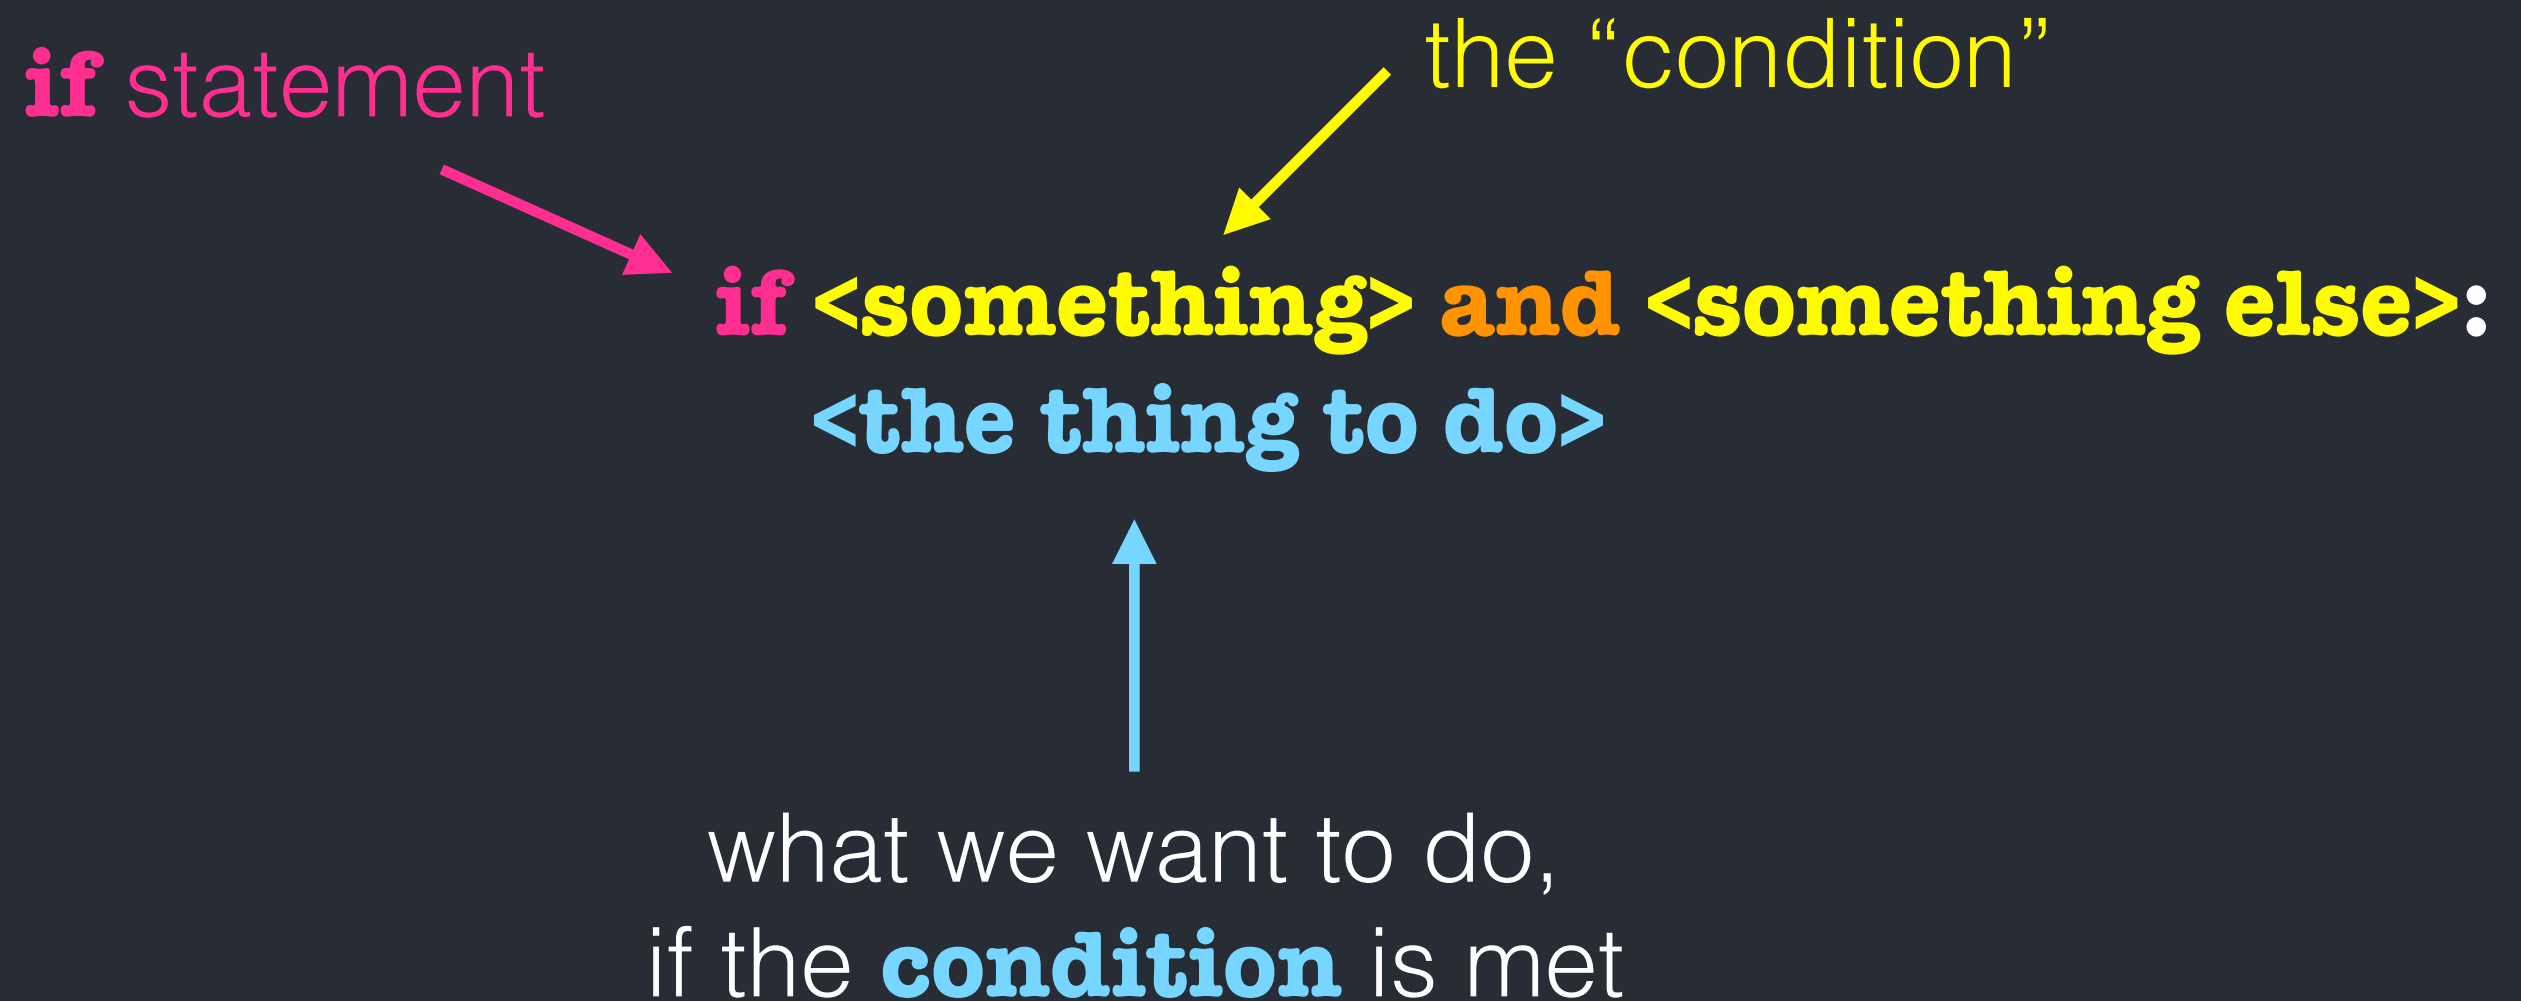 if statement
the “condition”
if <something> and <something else>:
<the thing to do>
what we want to do,
if the condition is met